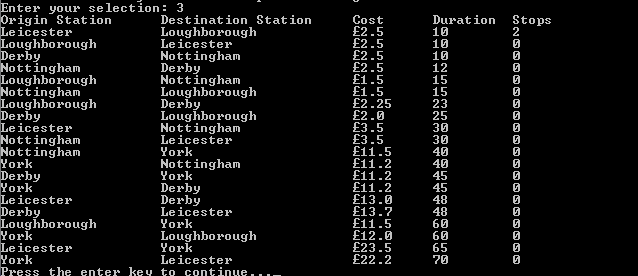 Enter your selection: 3
Origin Station Destination Station Cost Duration Stops
Leicester Loughborough £2.5 10 2
Loughborough Leicester £2.5 10 0
Derby Nottingham £2.5 10 0
Nottingham Derby £2.5 12 0
Loughborough Nottingham £1.5 15 0
Nottingham Loughborough £1.5 15 0
Loughborough Derby £2.25 23 0
Derby Loughborough £2.0 25 0
Leicester Nottingham £3.5 30 0
Nottingham Leicester £3.5 30 0
Nottingham York £11.5 40 0
York Nottingham £11.2 40 0
Derby York £11.2 45 0
York Derby £11.2 45 0
Leicester Derby £13.0 48 0
Derby Leicester £13.7 48 0
Loughborough York £11.5 60 0
York Loughborough £12.0 60 0
Leicester York £23.5 65 0
York Leicester £22.2 70 0
Press the enter key to continue..._